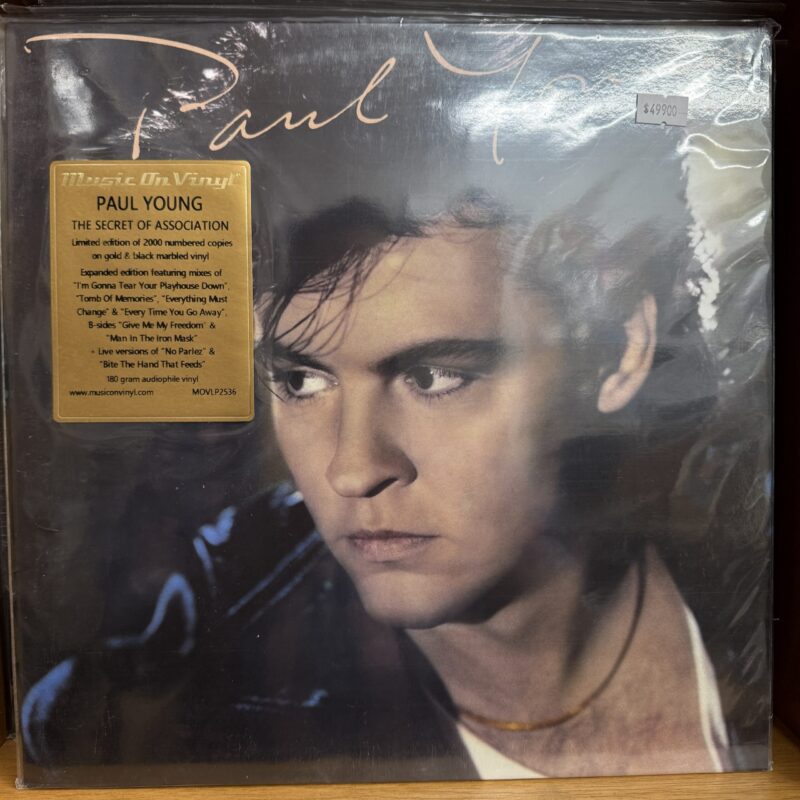 Paul Young
$49900
Music On Vinyl
PAUL YOUNG
THE SECRET OF ASSOCIATION
Limited edition of 2000 numbered copies
on gold & black marbled vinyl
Expanded edition featuring mixes of
"I'm Gonna Tear Your Playhouse Down",
"Tomb Of Memories", "Everything Must
Change" & "Every Time You Go Away".
B-sides "Give Me My Freedom" &
"Man In The Iron Mask"
+ Live versions of "No Parlez" &
"Bite The Hand That Feeds"
180 gram audiophile vinyl
www.musiconvinyl.com MOVLP2536